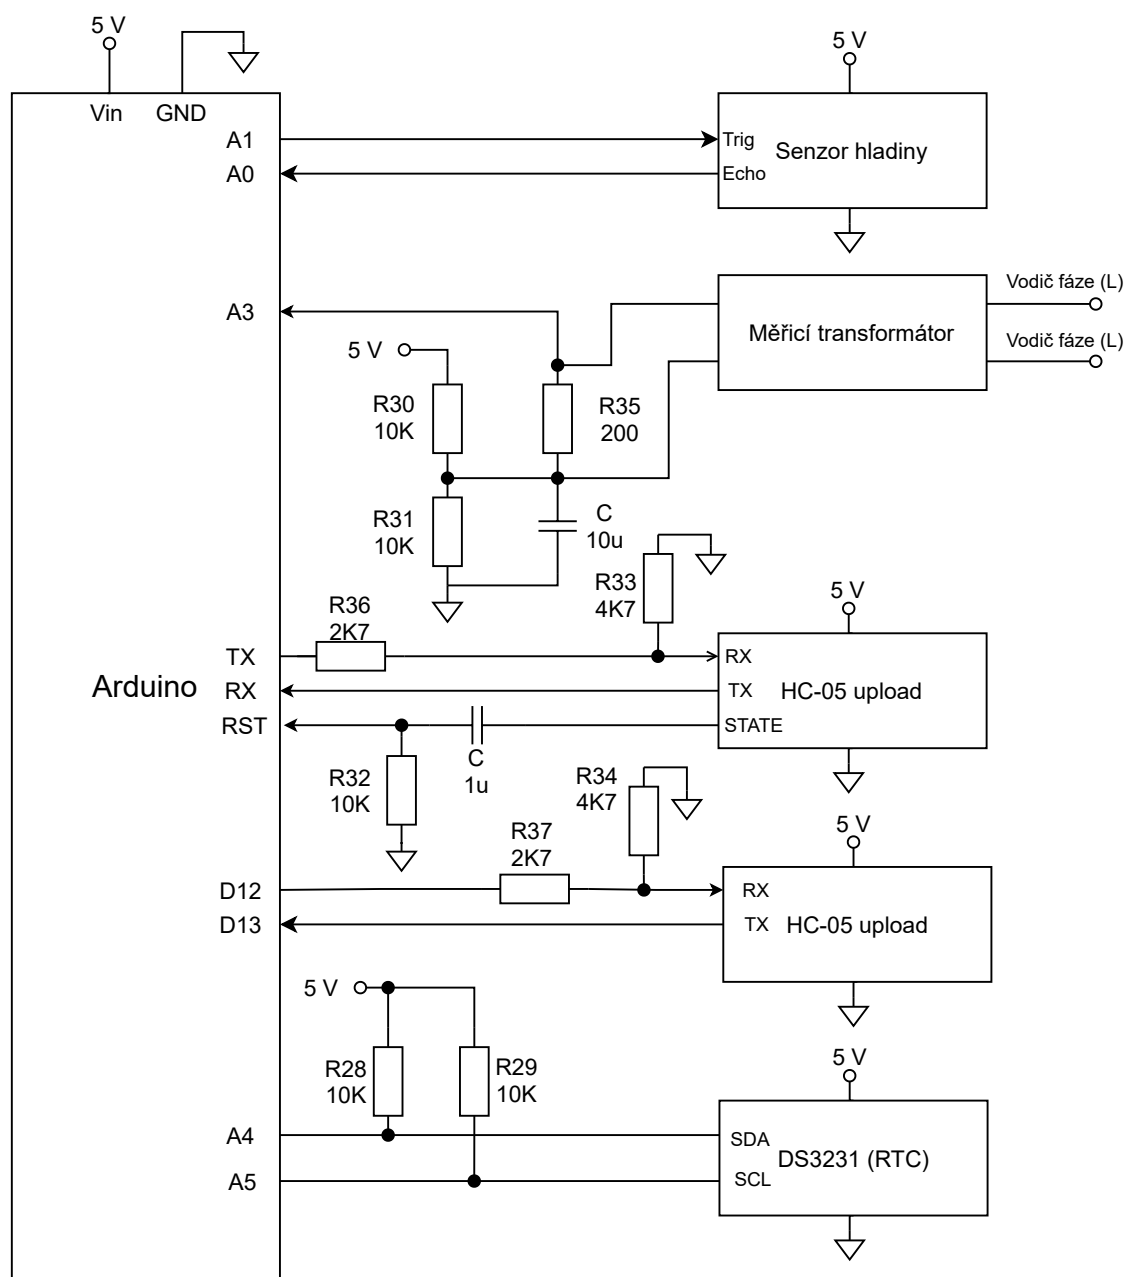 5 V
Vin
GND
A1
A0
5 V
Trig
Echo
Senzor hladiny
A3
Měřicí transformátor
Vodič fáze (L)
Vodič fáze (L)
5 V
R30
10K
R35
200
R31
10K
C
10u
R33
4K7
5 V
R36
2K7
TX
RX
RST
Arduino
RX
TX
STATE
HC-05 upload
C
1u
R32
10K
R34
4K7
R37
2K7
5 V
D12
D13
RX
TX
HC-05 upload
5 V
R28
10K
R29
10K
5 V
A4
A5
SDA
SCL
DS3231 (RTC)